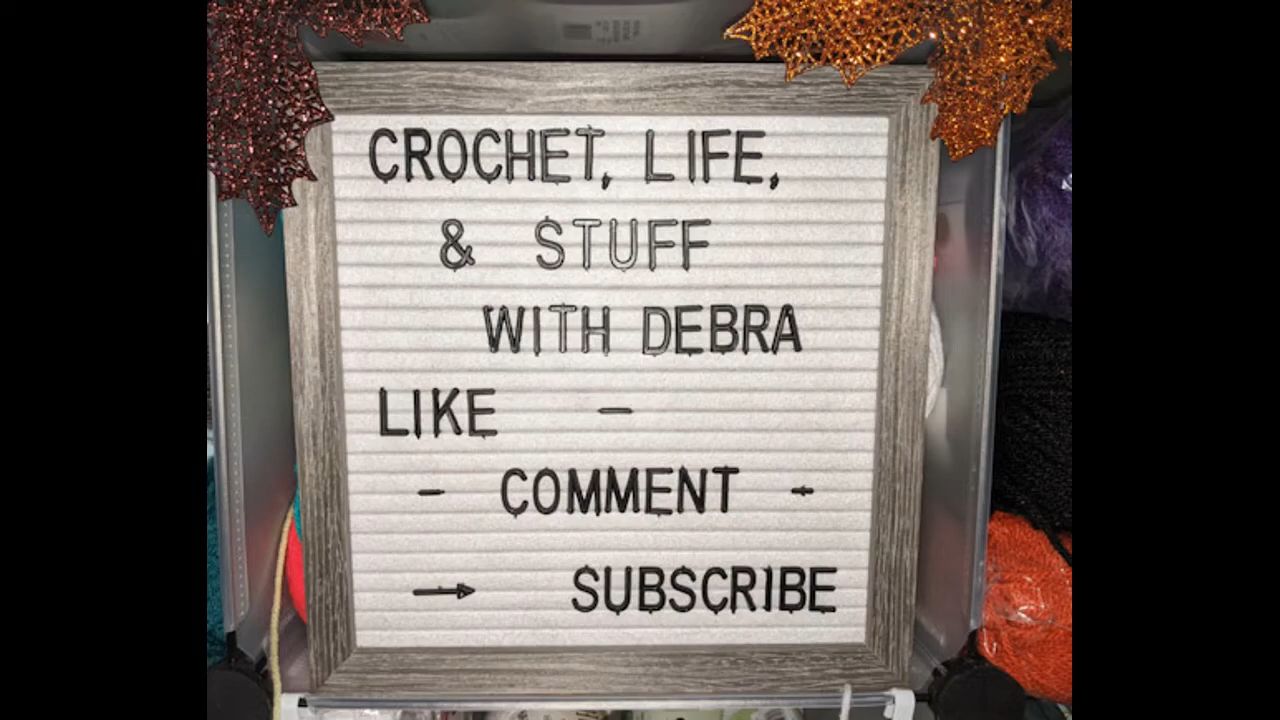 CROCHET, LIFE,
& STUFF
WITH DEBRA
LIKE -
- COMMENT -
→ SUBSCRIBE